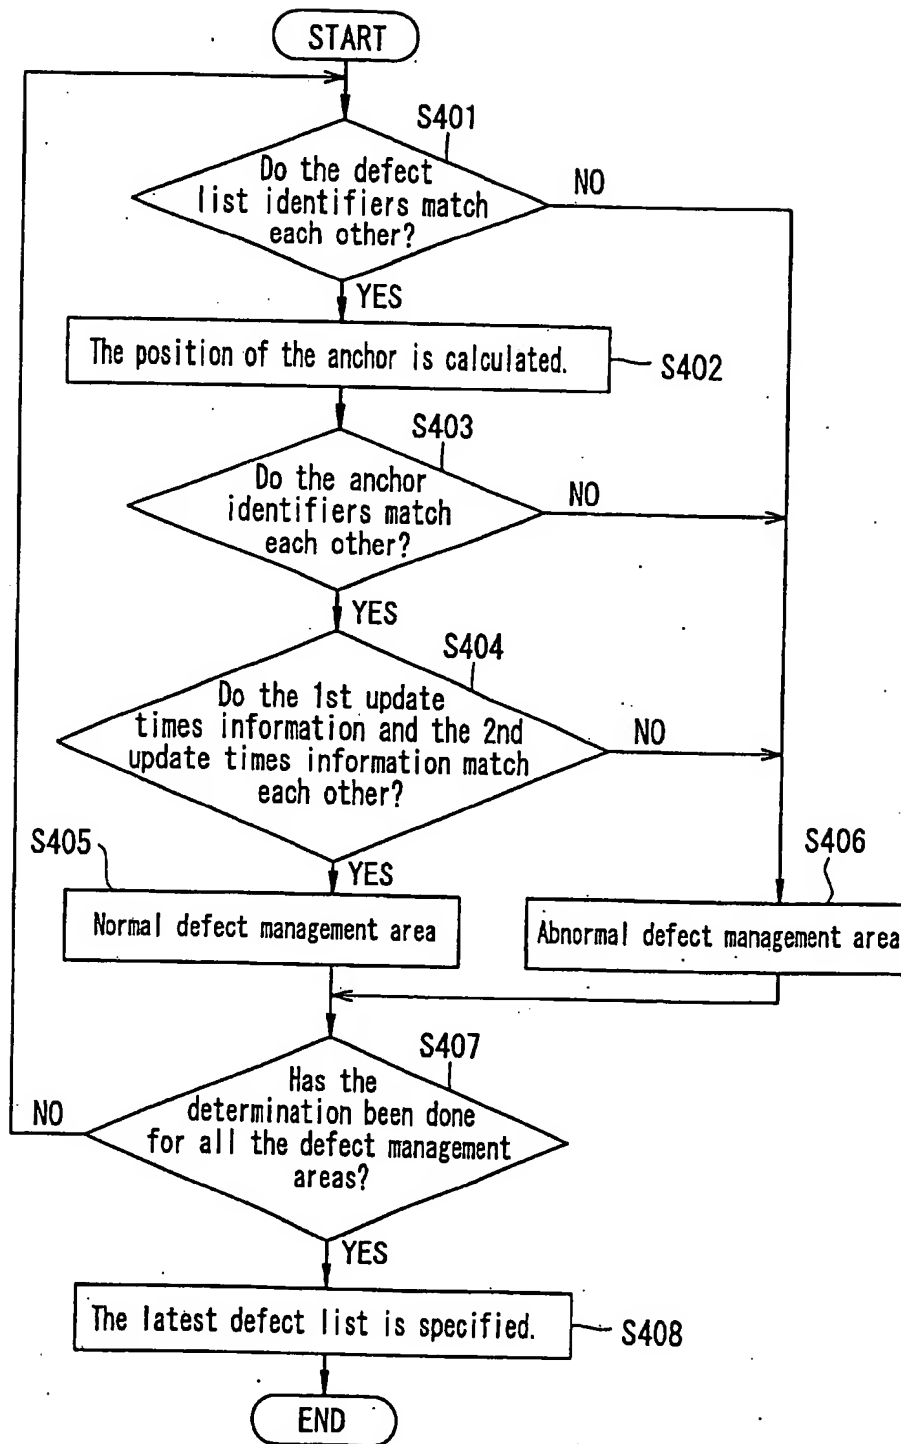 START
S401
Do the defect
list identifiers match
each other?
NO
YES
The position of the anchor is calculated.
S402
S403
Do the anchor
identifiers match
each other?
NO
YES
S404
Do the 1st update
times information and the 2nd
update times information match
each other?
NO
S405
YES
S406
Normal defect management area
Abnormal defect management area
S407
Has the
determination been done
for all the defect management
areas?
NO
YES
The latest defect list is specified.
S408
END